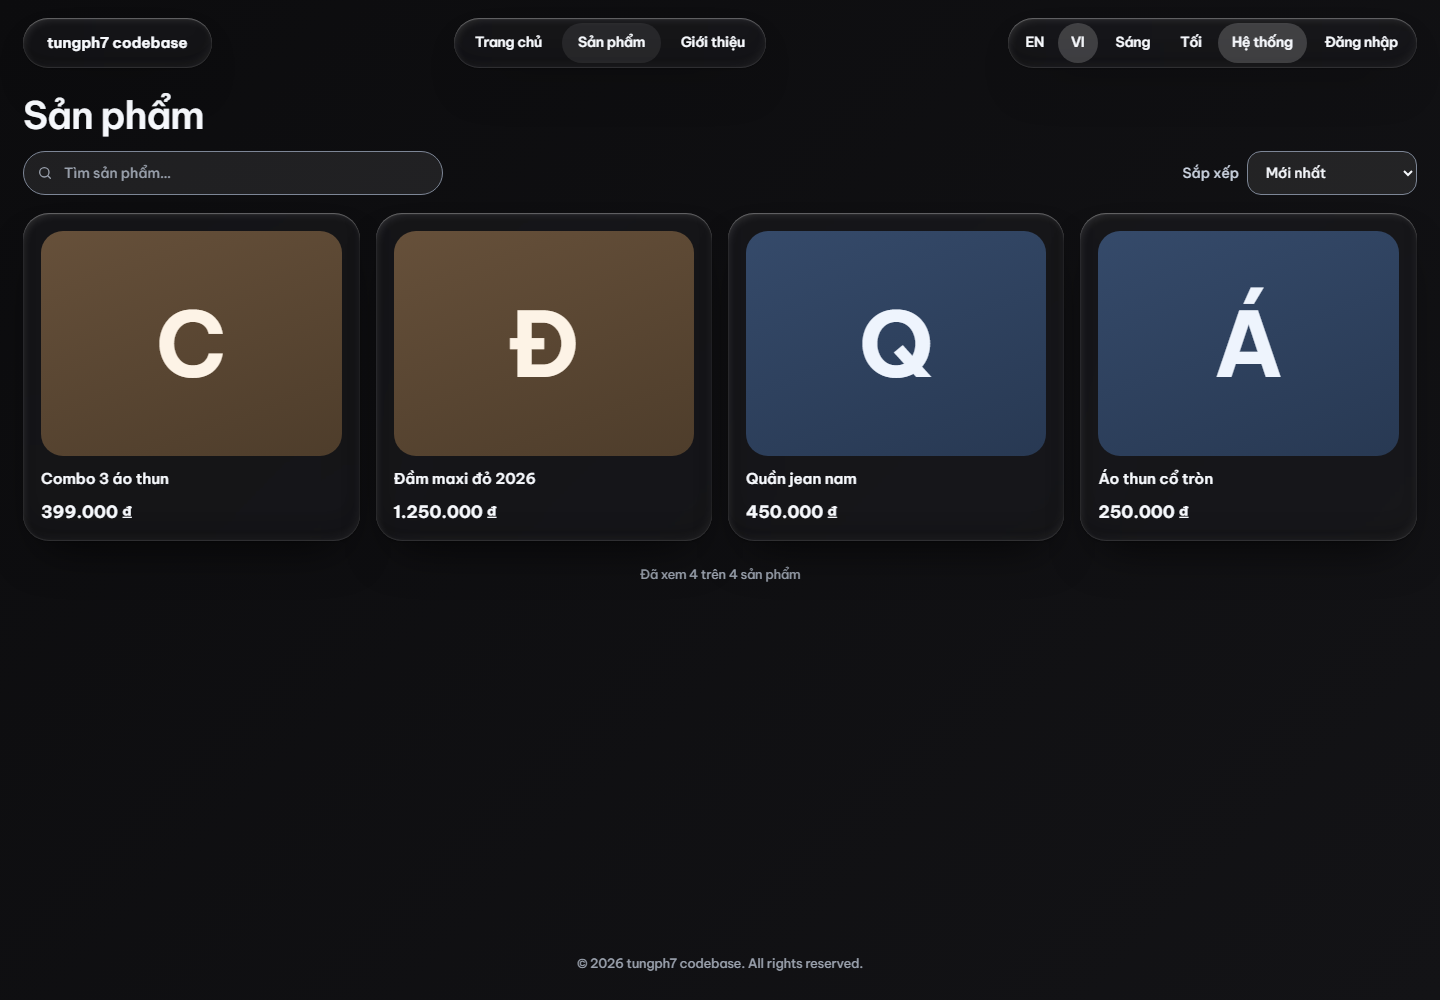 tungph7 codebase
Trang chủ Sản phẩm Giới thiệu
EN VI Sáng Tối Hệ thống Đăng nhập
Sản phẩm
Tìm sản phẩm...
Sắp xếp Mới nhất
C
Combo 3 áo thun
399.000 ₫
Đ
Đầm maxi đỏ 2026
1.250.000 ₫
Q
Quần jean nam
450.000 ₫
Á
Áo thun cổ tròn
250.000 ₫
Đã xem 4 trên 4 sản phẩm
© 2026 tungph7 codebase. All rights reserved.